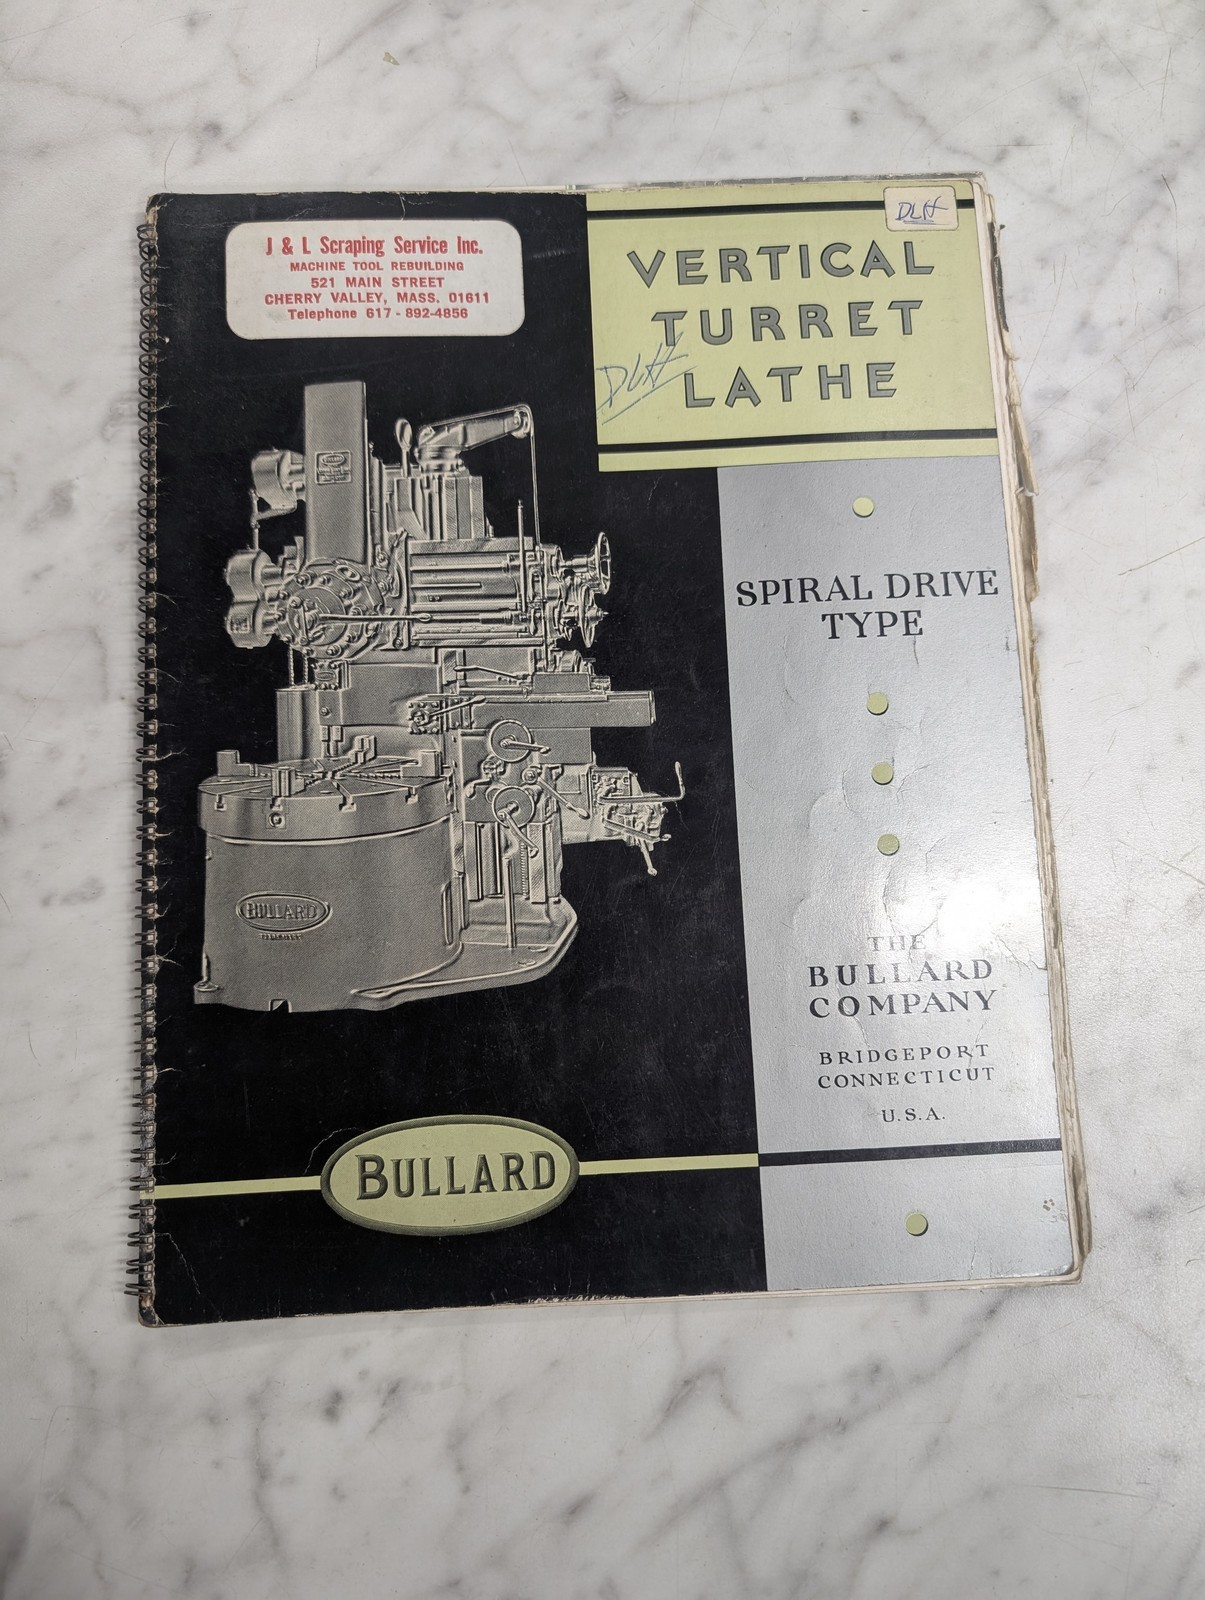 J & L Scraping Service Inc.
MACHINE TOOL REBUILDING
521 MAIN STREET
CHERRY VALLEY, MASS. 01611
Telephone 617 - 892-4856
DLH
VERTICAL
TURRET
LATHE
DLH
SPIRAL DRIVE
TYPE
BULLARD
BULLARD
THE
BULLARD
COMPANY
BRIDGEPORT
CONNECTICUT
U.S.A.
BULLARD